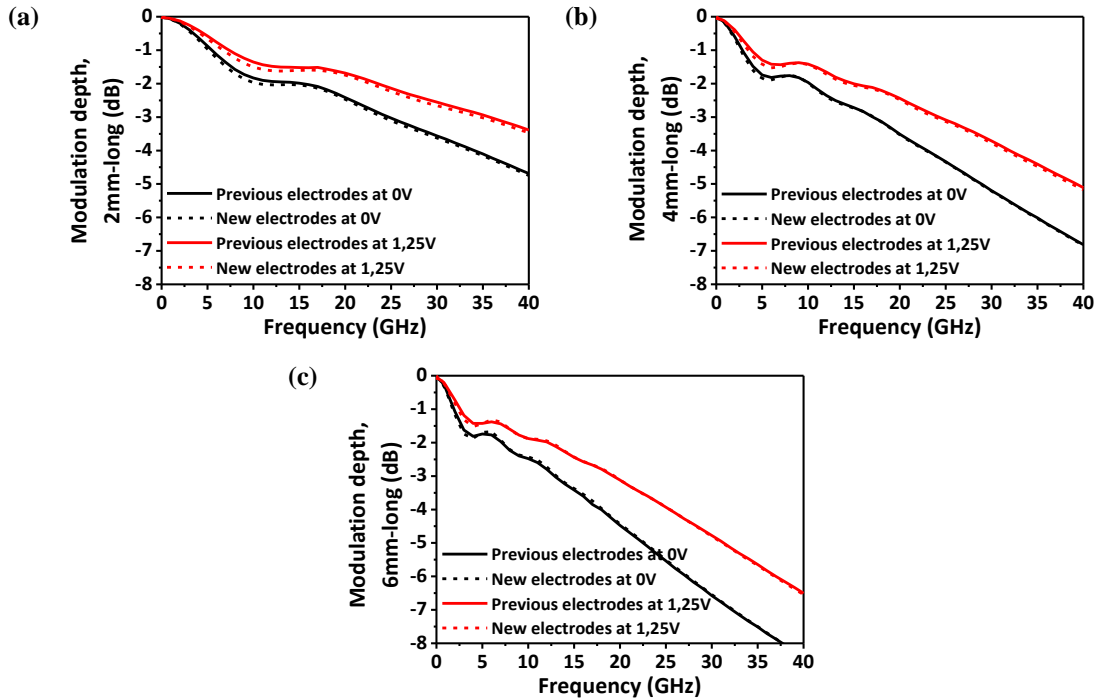 (a)
0
-1
-2
-3
-4
-5
-6
-7
-8
Modulation depth,
2mm-long (dB)
Previous electrodes at 0V
New electrodes at 0V
Previous electrodes at 1,25V
New electrodes at 1,25V
0 5 10 15 20 25 30 35 40
Frequency (GHz)
(b)
0
-1
-2
-3
-4
-5
-6
-7
-8
Modulation depth,
4mm-long (dB)
Previous electrodes at 0V
New electrodes at 0V
Previous electrodes at 1,25V
New electrodes at 1,25V
0 5 10 15 20 25 30 35 40
Frequency (GHz)
(c)
0
-1
-2
-3
-4
-5
-6
-7
-8
Modulation depth,
6mm-long (dB)
Previous electrodes at 0V
New electrodes at 0V
Previous electrodes at 1,25V
New electrodes at 1,25V
0 5 10 15 20 25 30 35 40
Frequency (GHz)